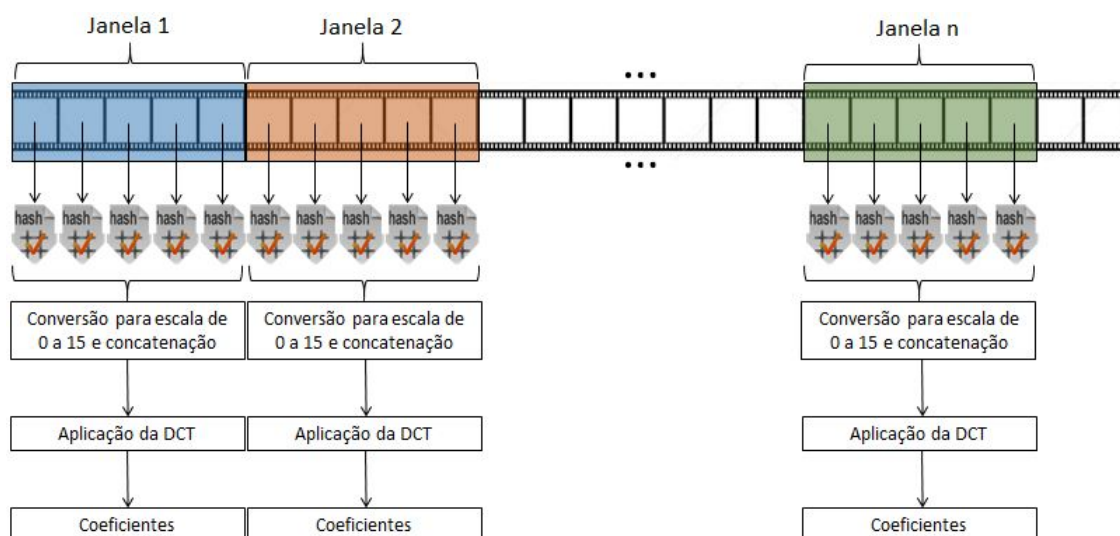 Janela 1
Janela 2
Janela n
...
...
hash hash hash hash hash hash hash hash hash hash
hash hash hash hash hash
Conversão para escala de
0 a 15 e concatenação
Conversão para escala de
0 a 15 e concatenação
Conversão para escala de
0 a 15 e concatenação
Aplicação da DCT
Aplicação da DCT
Aplicação da DCT
Coeficientes
Coeficientes
Coeficientes